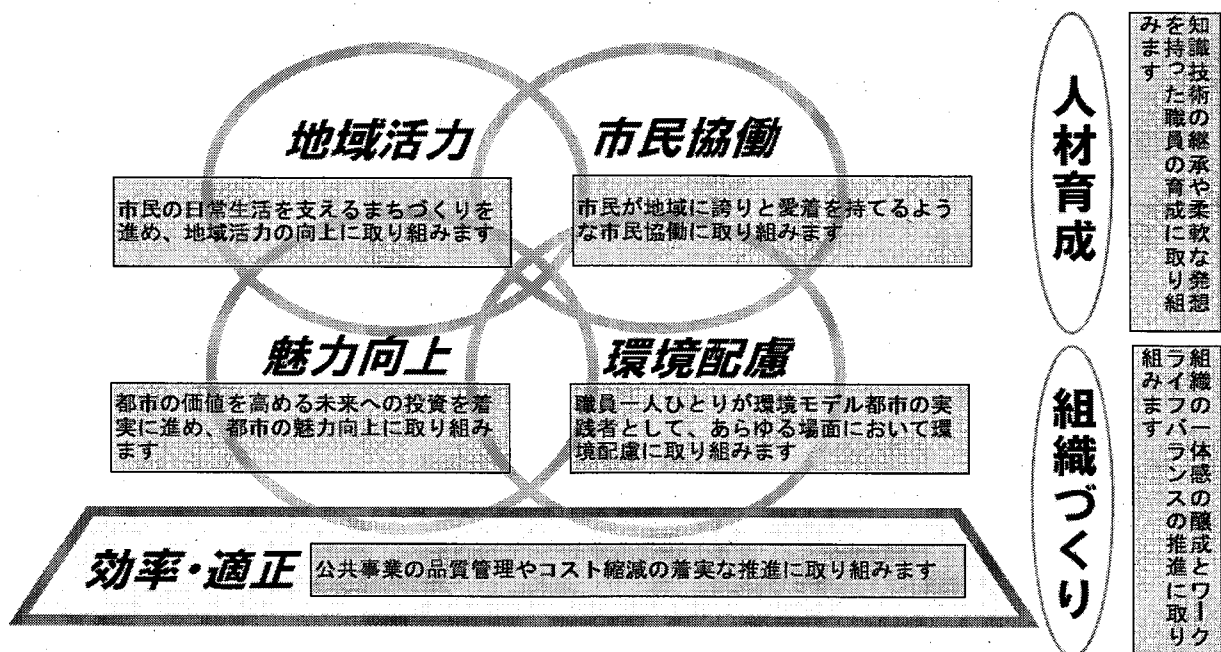 地域活力
市民の日常生活を支えるまちづくりを
進め、地域活力の向上に取り組みます
市民協働
市民が地域に誇りと愛着を持てるよう
な市民協働に取り組みます
魅力向上
都市の価値を高める未来への投資を着
実に進め、都市の魅力向上に取り組み
ます
環境配慮
職員一人ひとりが環境モデル都市の実
践者として、あらゆる場面において環
境配慮に取り組みます
効率・適正
公共事業の品質管理やコスト縮減の着実な推進に取り組みます
人材育成
知識技術の継承や柔軟な発想
を持った職員の育成に取り組
みます
組織づくり
組織の一体感の醸成とワーク
ライフバランスの推進に取り
組みます